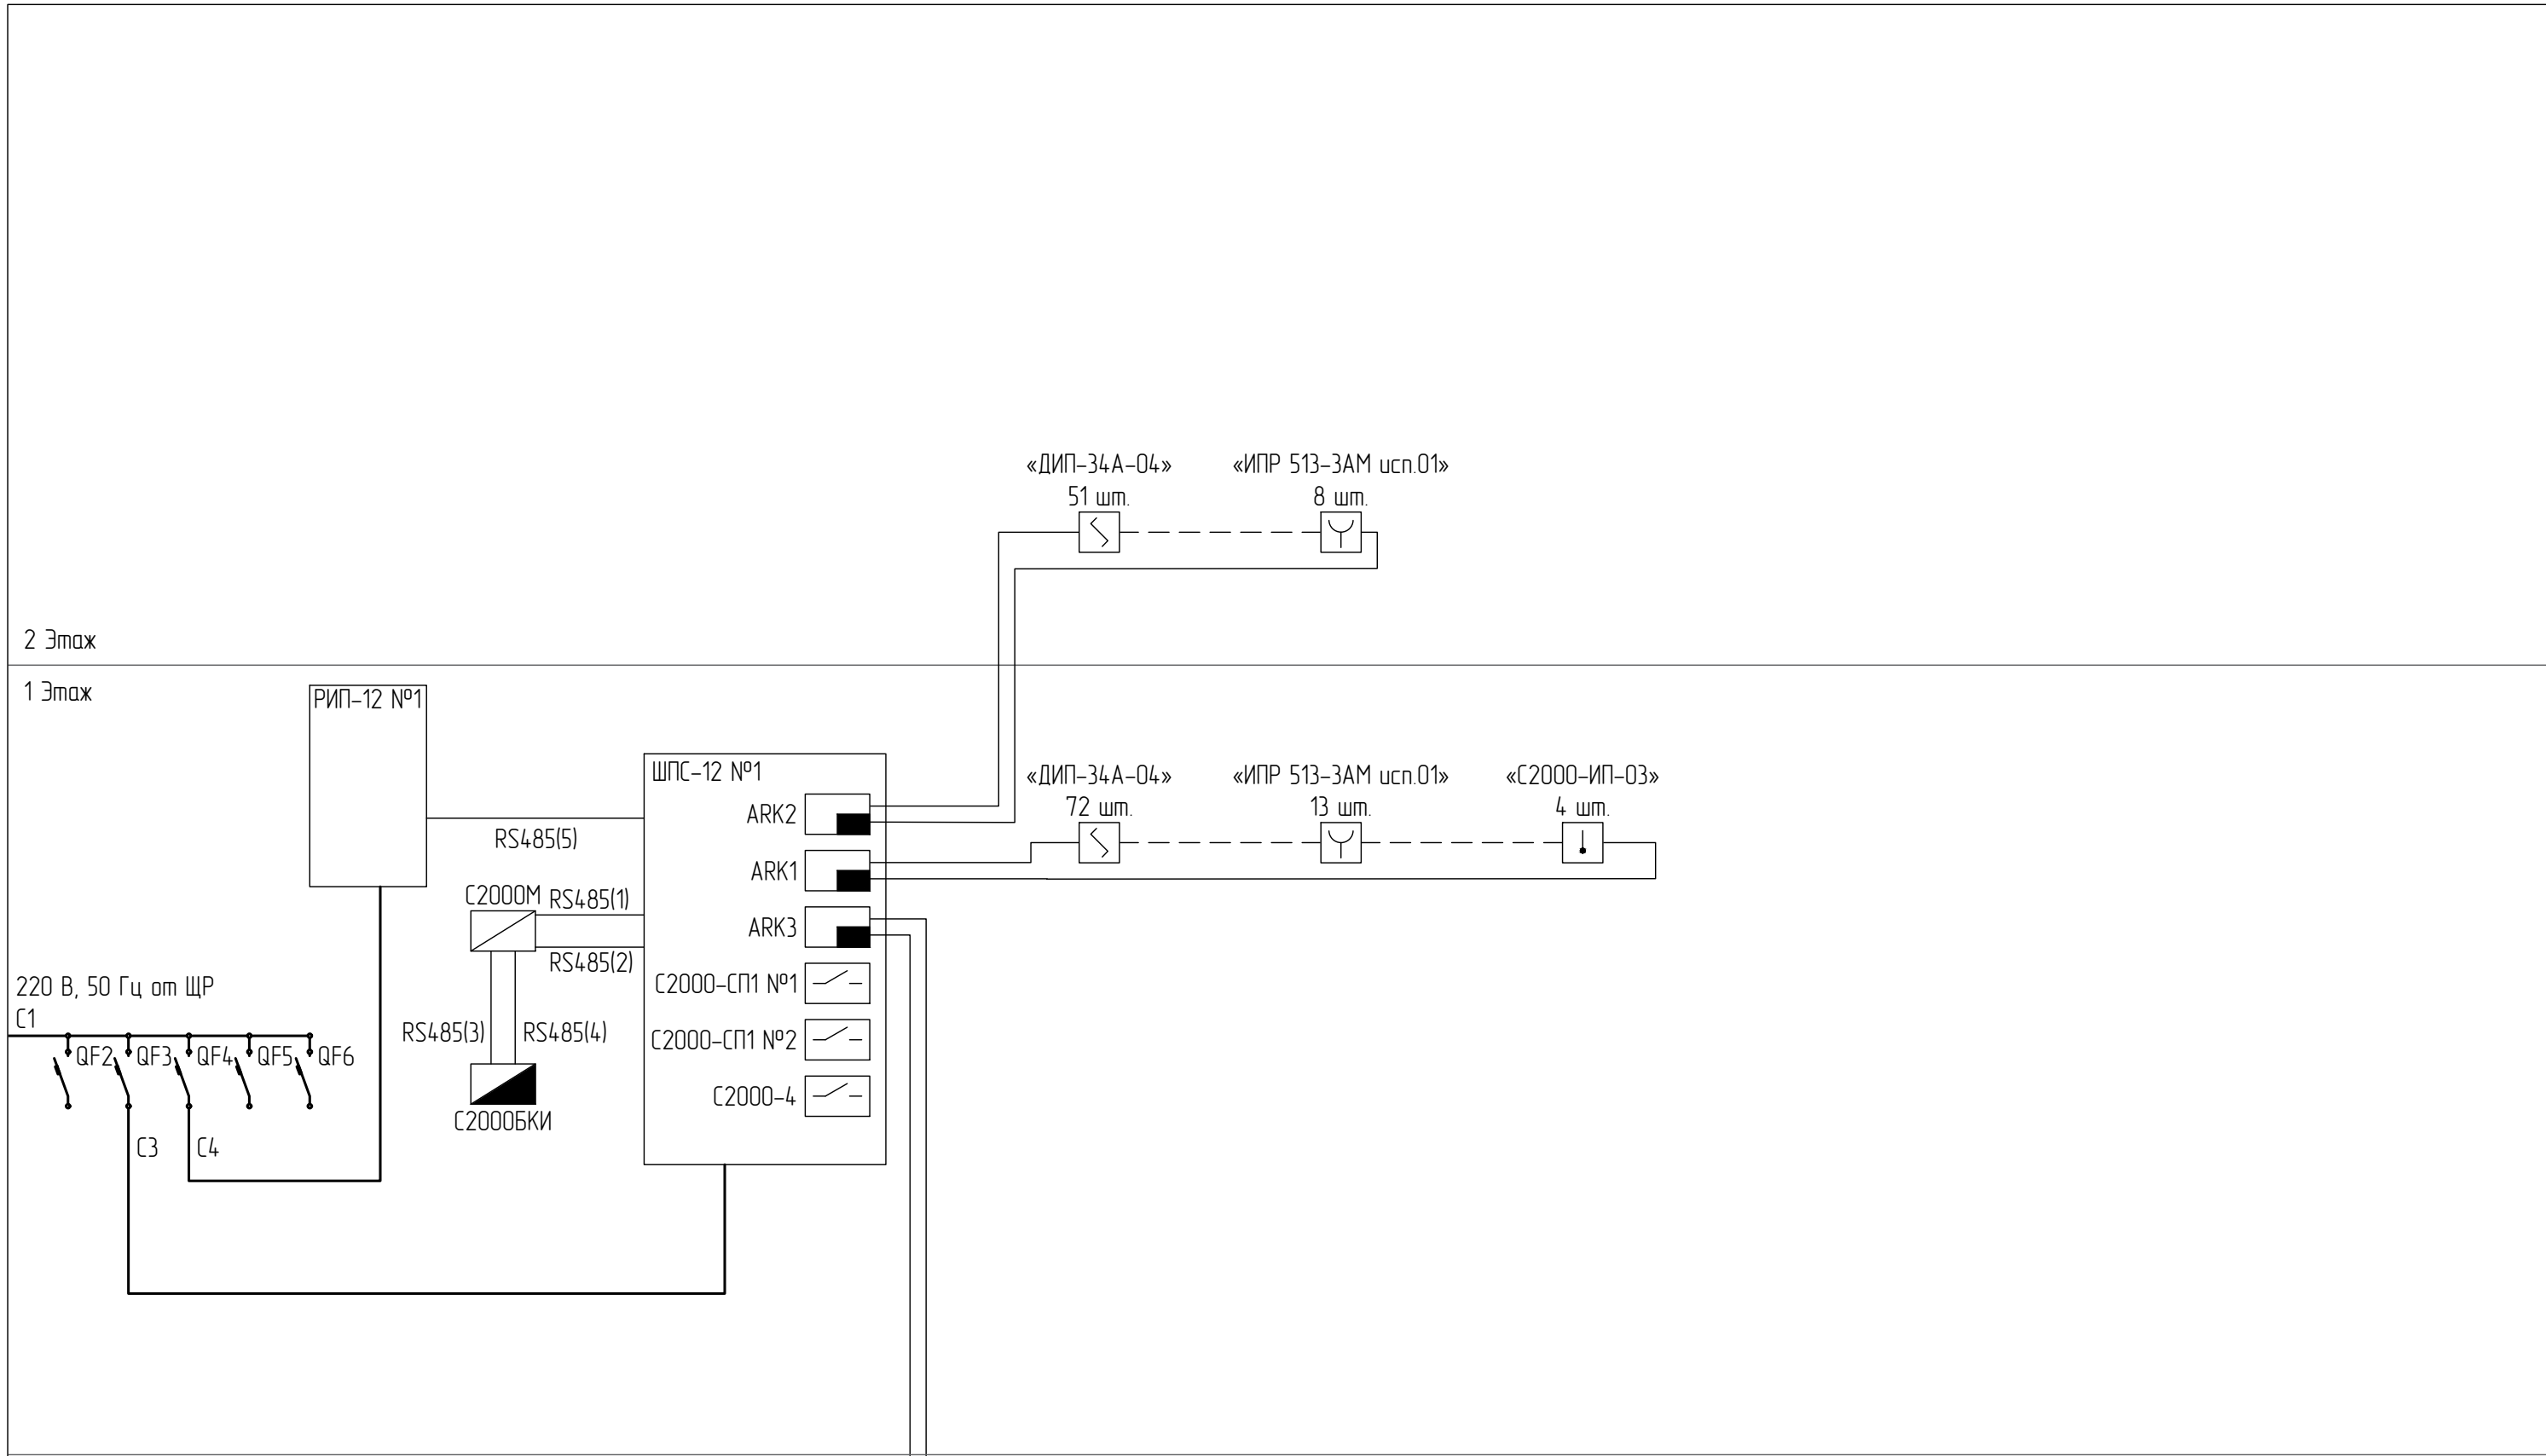 «ДИП-34А-04»
«ИПР 513-3АМ исп.01»
51 шт.
8 шт.
2 Этаж
1 Этаж
РИП-12 №1
ШПС-12 №1
«ДИП-34А-04»
«ИПР 513-3АМ исп.01»
«С2000-ИП-03»
72 шт.
13 шт.
4 шт.
ARK2
RS485(5)
ARK1
С2000М
RS485(1)
ARK3
RS485(2)
С2000-СП1 №1
220 В, 50 Гц от ЩР
С1
RS485(3)
RS485(4)
С2000-СП1 №2
QF2
QF3
QF4
QF5
QF6
С2000-4
С2000БКИ
С3
С4